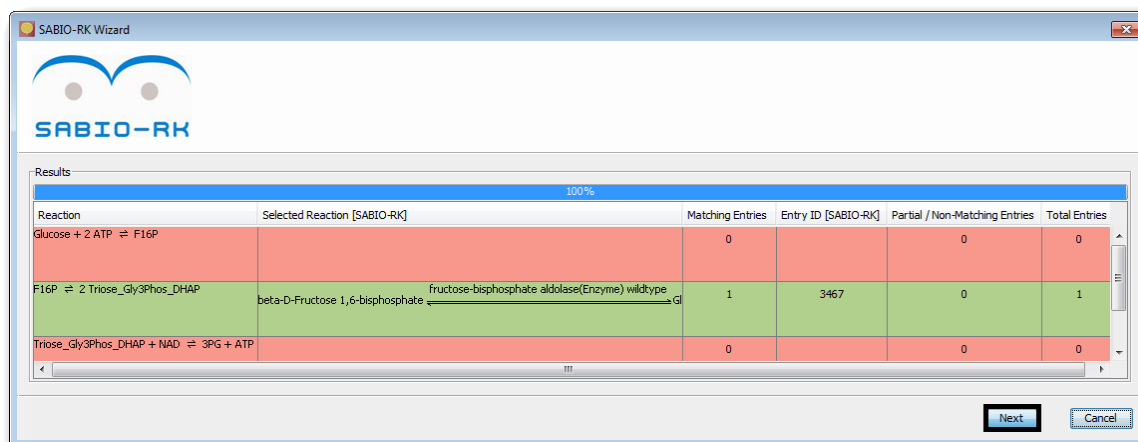 SABIO-RK Wizard
SABIO-RK
Results
100%
Reaction Selected Reaction [SABIO-RK] Matching Entries Entry ID [SABIO-RK] Partial / Non-Matching Entries Total Entries
Glucose + 2 ATP ⇌ F16P 0 0 0
F16P ⇌ 2 Triose_Gly3Phos_DHAP beta-D-Fructose 1,6-bisphosphate fructose-bisphosphate aldolase(Enzyme) wildtype Gl 1 3467 0 1
Triose_Gly3Phos_DHAP + NAD ⇌ 3PG + ATP 0 0 0
Next Cancel